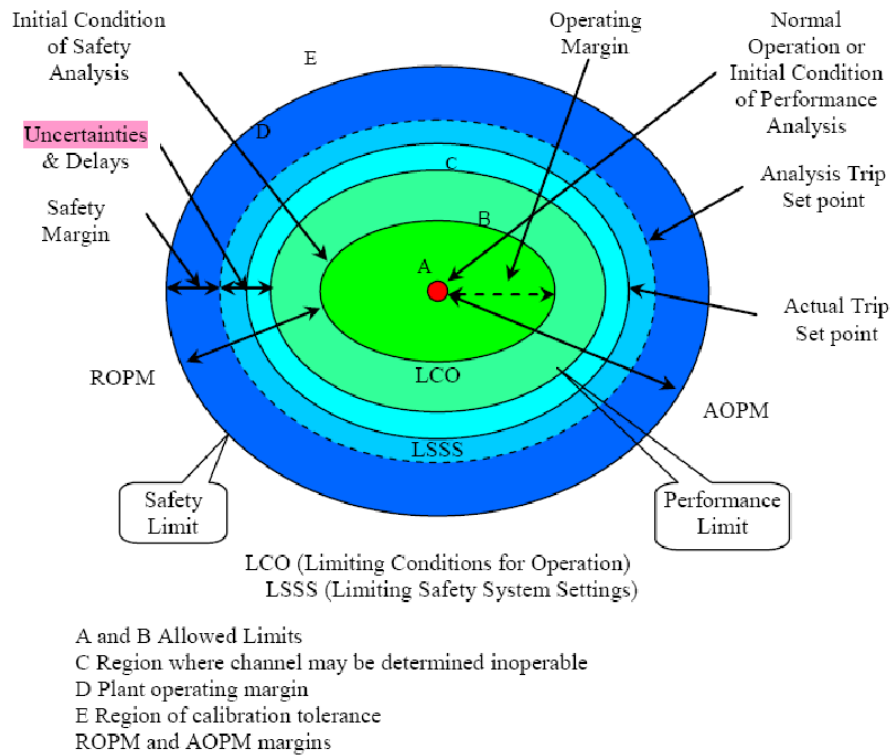 Initial Condition
of Safety
Analysis
E
Operating
Margin
Normal
Operation or
Initial Condition
of Performance
Analysis
D
Uncertainties
& Delays
C
Analysis Trip
Set point
Safety
Margin
B
A
Actual Trip
Set point
ROPM
LCO
AOPM
LSSS
Safety
Limit
Performance
Limit
LCO (Limiting Conditions for Operation)
LSSS (Limiting Safety System Settings)
A and B Allowed Limits
C Region where channel may be determined inoperable
D Plant operating margin
E Region of calibration tolerance
ROPM and AOPM margins